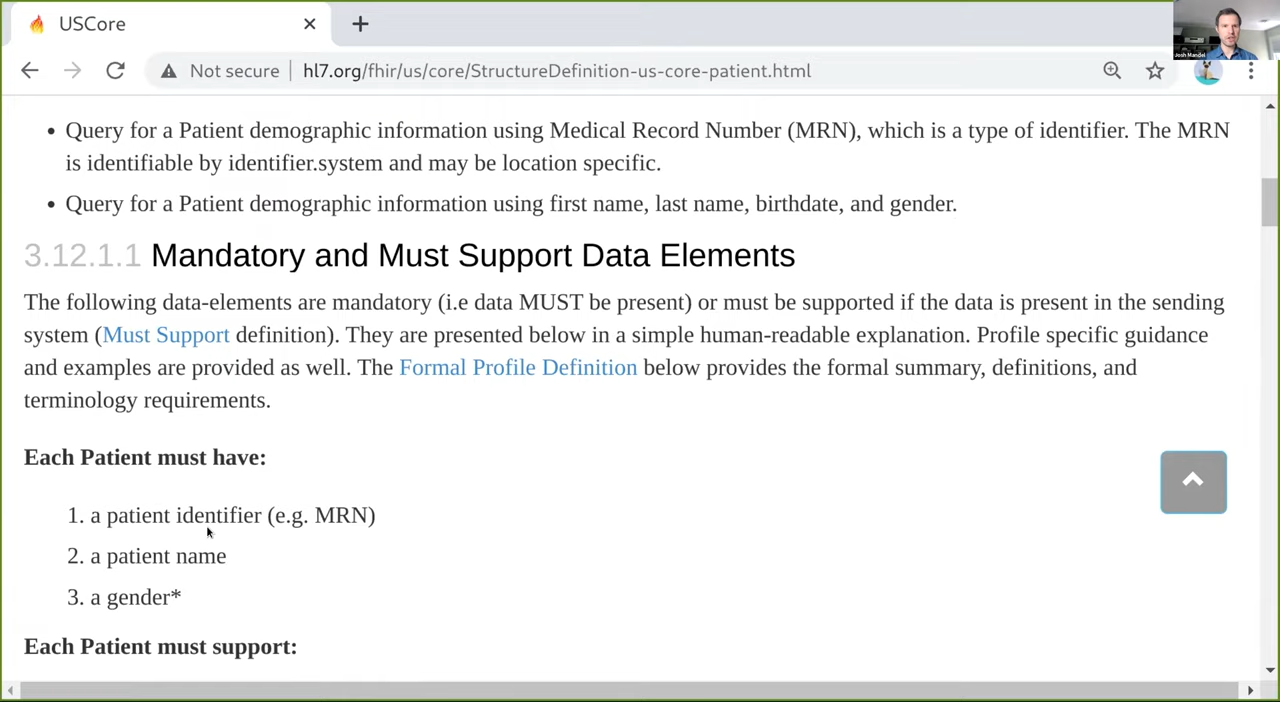 USCore
Not secure
hl7.org/fhir/us/core/StructureDefinition-us-core-patient.html
Josh Mandel
• Query for a Patient demographic information using Medical Record Number (MRN), which is a type of identifier. The MRN
is identifiable by identifier.system and may be location specific.
• Query for a Patient demographic information using first name, last name, birthdate, and gender.
3.12.1.1 Mandatory and Must Support Data Elements
The following data-elements are mandatory (i.e data MUST be present) or must be supported if the data is present in the sending
system (Must Support definition). They are presented below in a simple human-readable explanation. Profile specific guidance
and examples are provided as well. The Formal Profile Definition below provides the formal summary, definitions, and
terminology requirements.
Each Patient must have:
1. a patient identifier (e.g. MRN)
2. a patient name
3. a gender*
Each Patient must support: